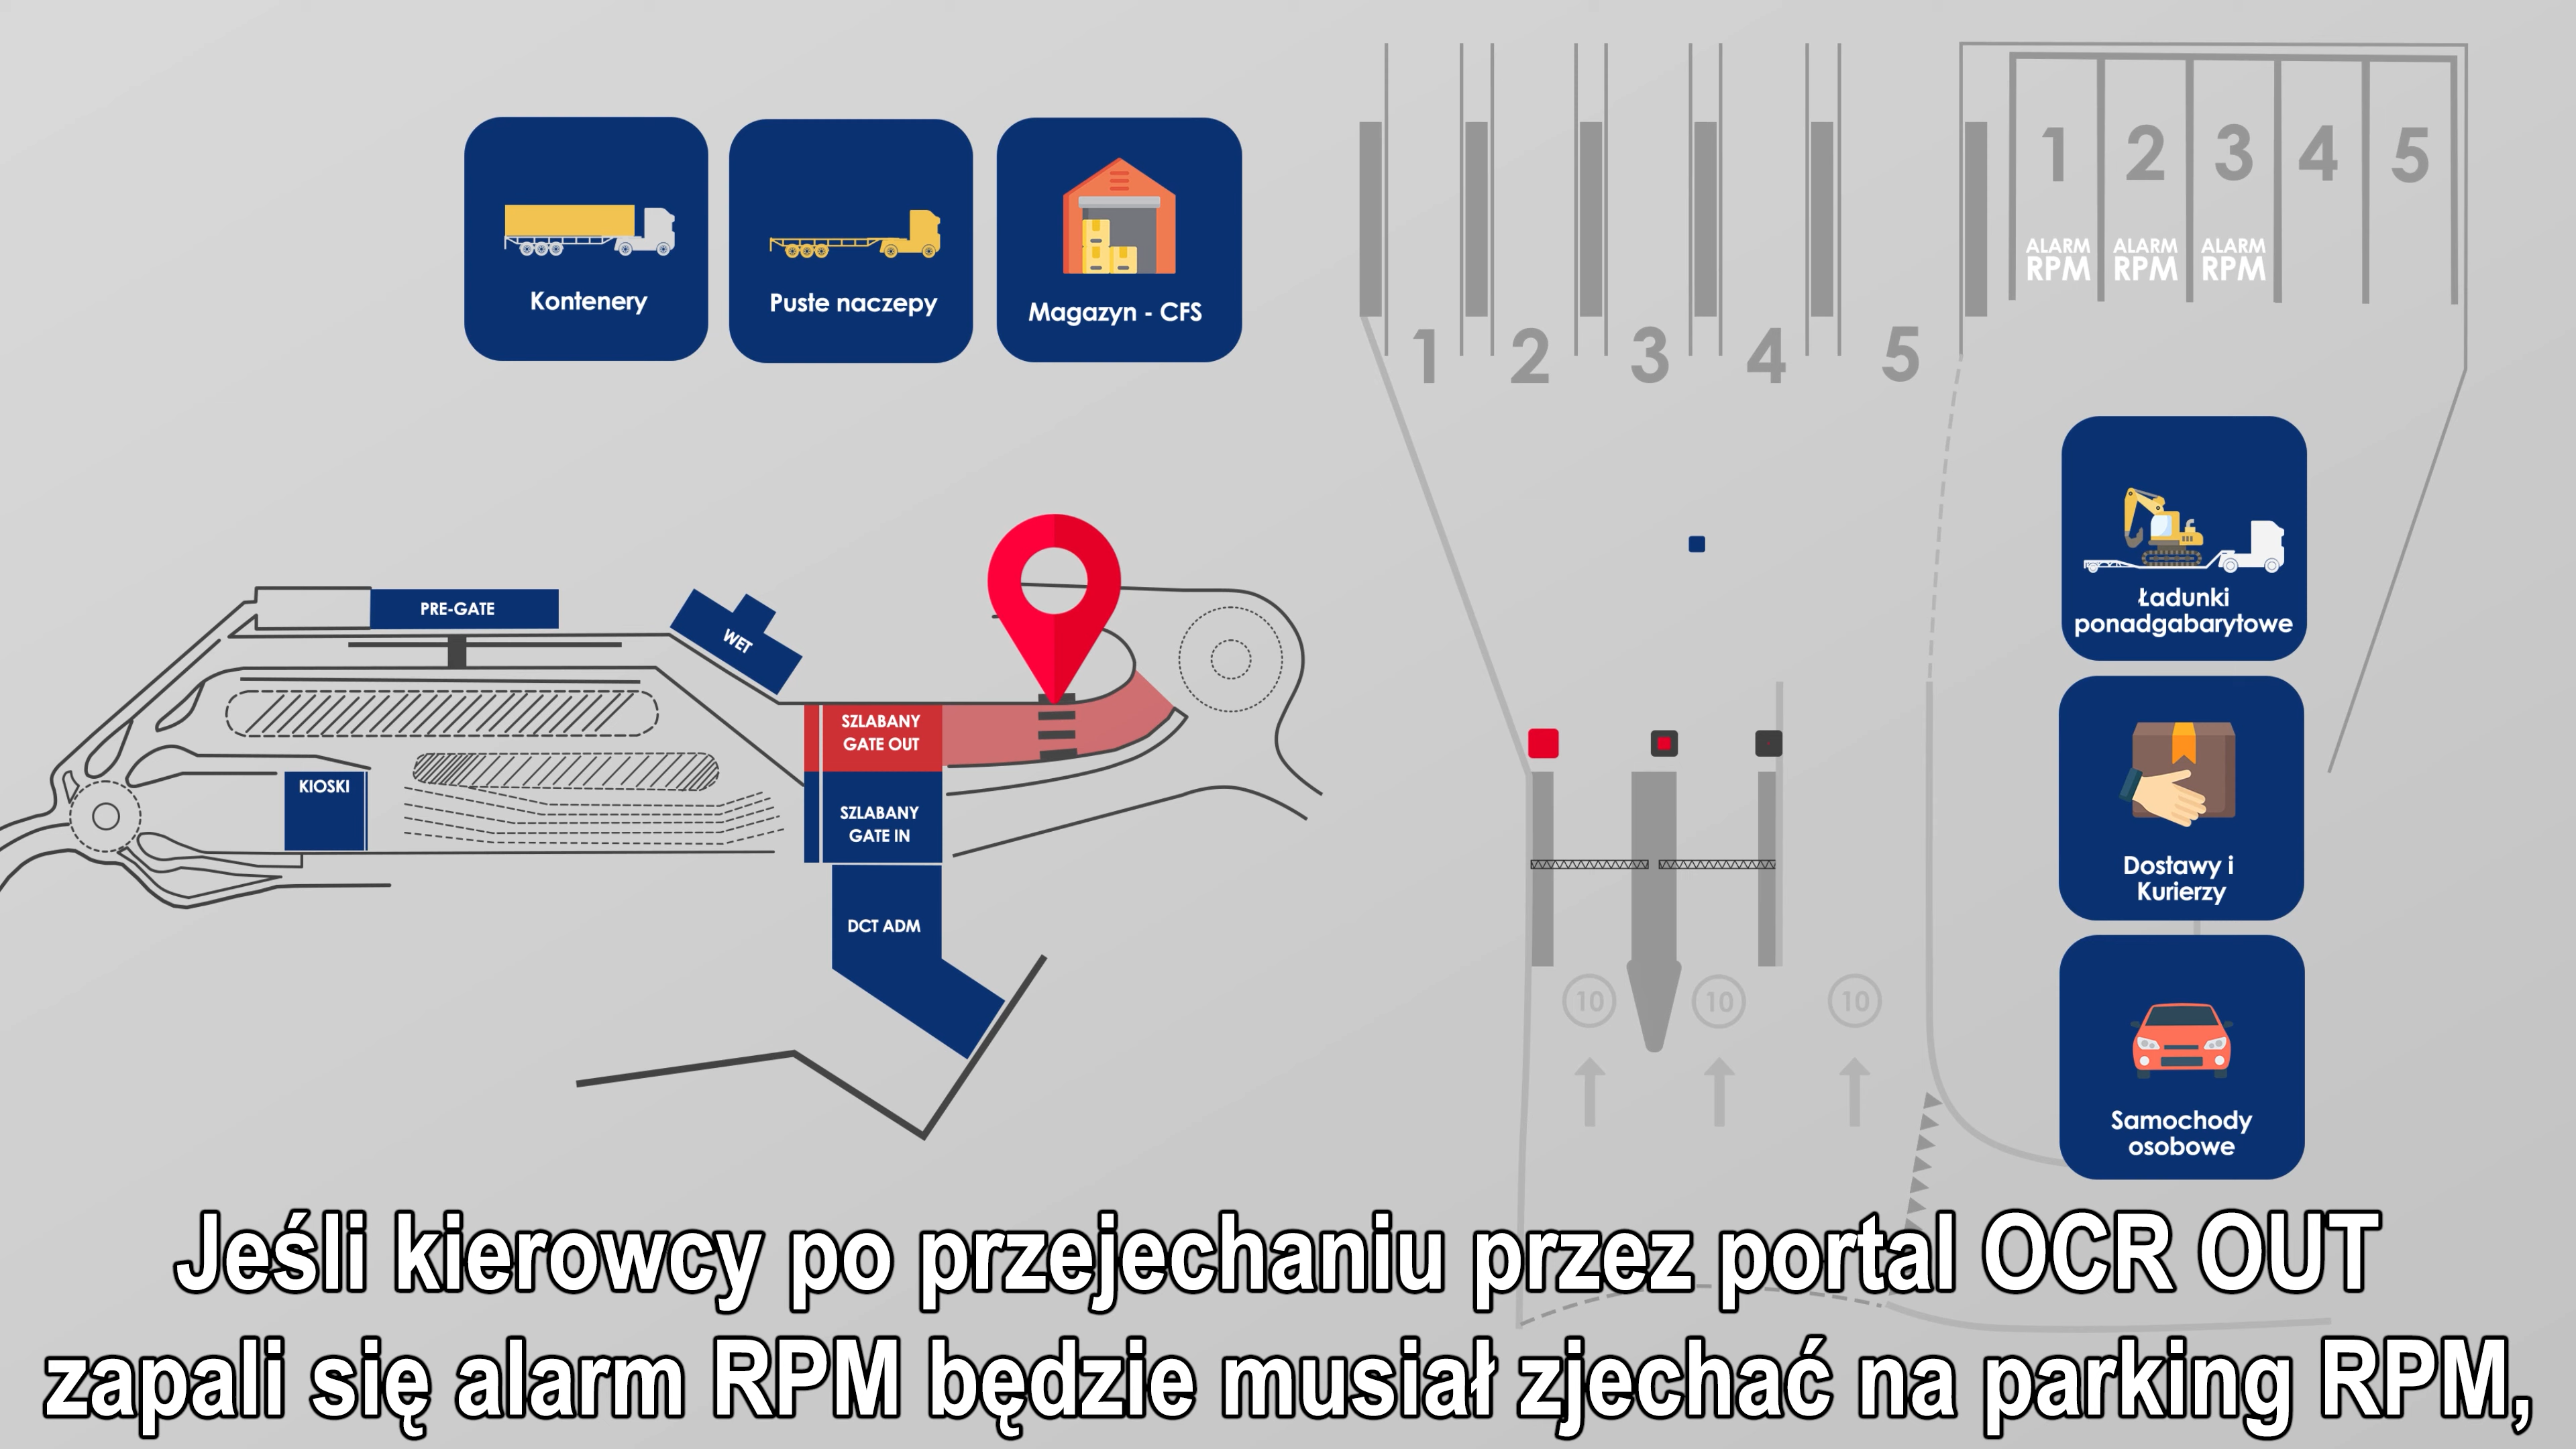 Kontenery
Puste naczepy
Magazyn - CFS
1 2 3 4 5
ALARM RPM
ALARM RPM
ALARM RPM
1 2 3 4 5
Ładunki
ponadgabarytowe
PRE-GATE
WET
SZLABANY
GATE OUT
KIOSKI
SZLABANY
GATE IN
DCT ADM
Dostawy i
Kurierzy
10 10 10
Samochody
osobowe
Jeśli kierowcy po przejechaniu przez portal OCR OUT
zapali się alarm RPM będzie musiał zjechać na parking RPM,